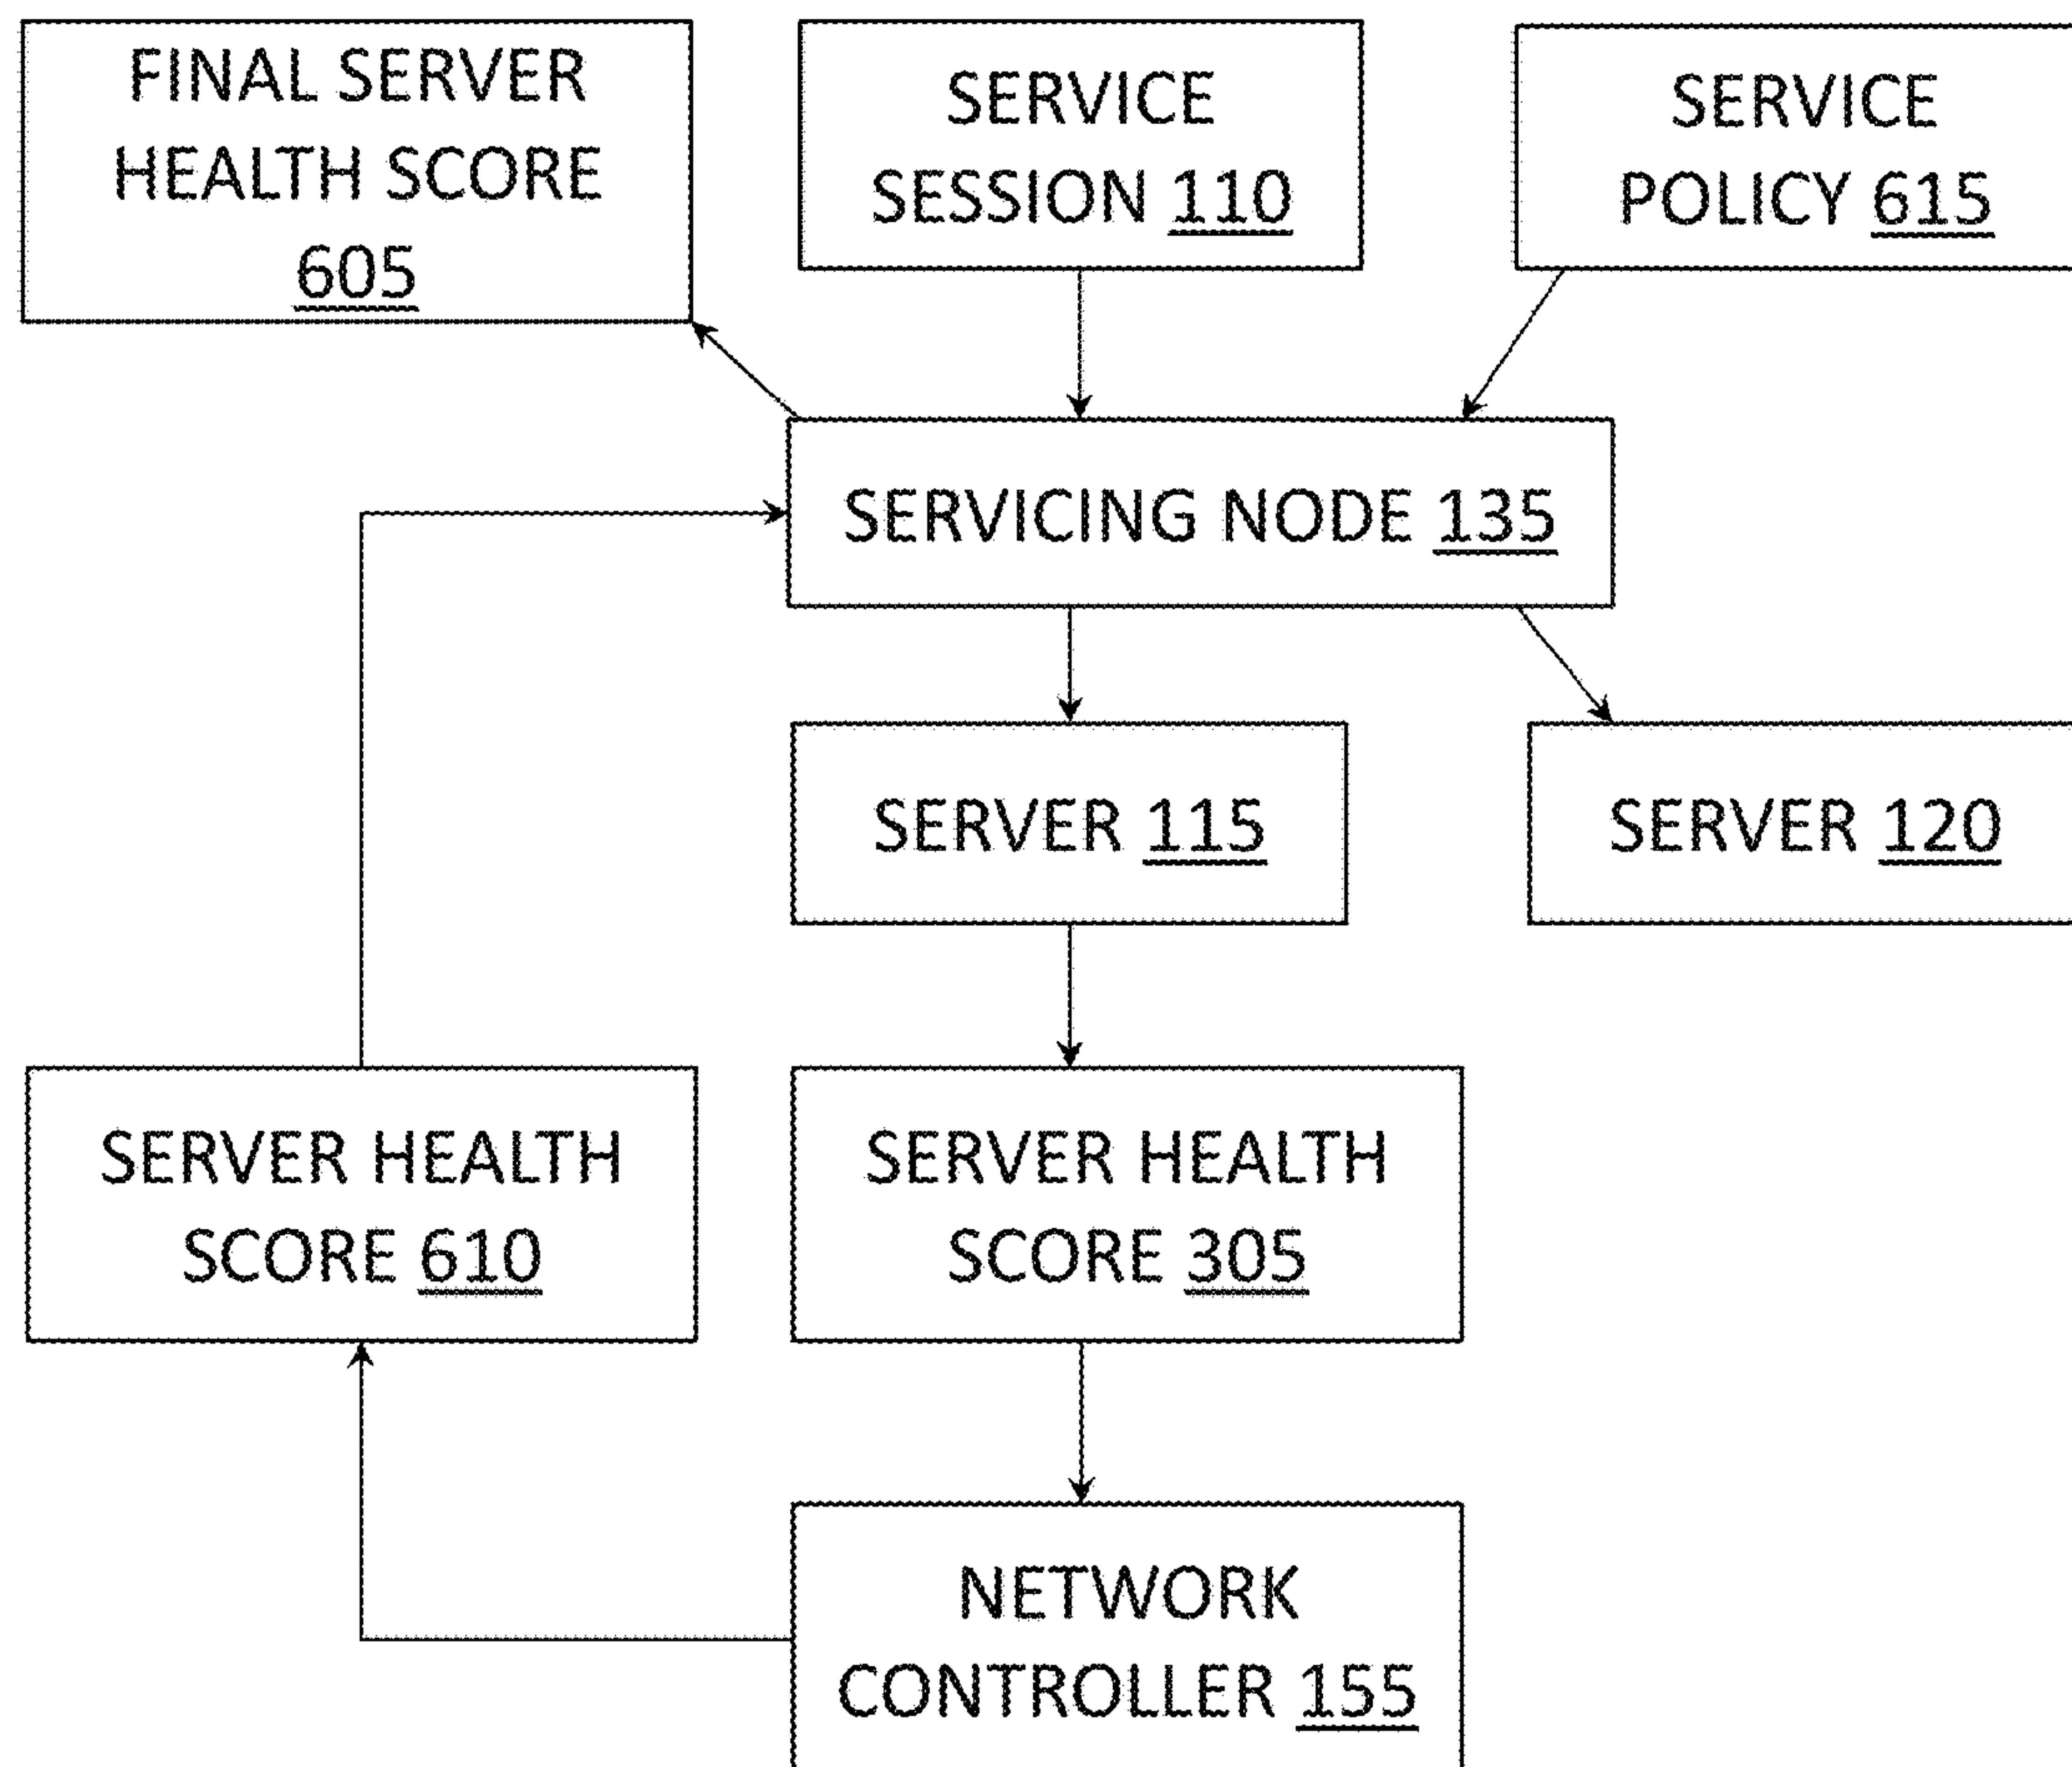 FINAL SERVER
HEALTH SCORE
605
SERVICE
SESSION 110
SERVICE
POLICY 615
SERVICING NODE 135
SERVER 115
SERVER 120
SERVER HEALTH
SCORE 610
SERVER HEALTH
SCORE 305
NETWORK
CONTROLLER 155